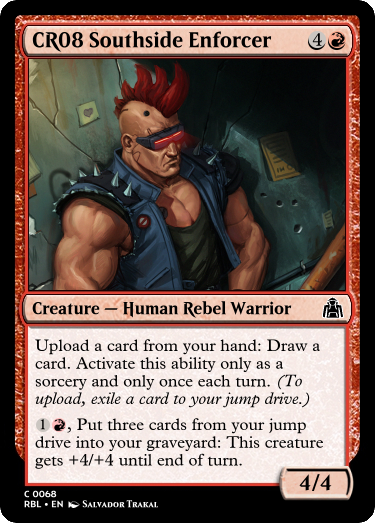 CR08 Southside Enforcer 4
Creature — Human Rebel Warrior
Upload a card from your hand: Draw a
card. Activate this ability only as a
sorcery and only once each turn. (To
upload, exile a card to your jump drive.)
1 , Put three cards from your jump
drive into your graveyard: This creature
gets +4/+4 until end of turn.
4/4
C 0068
RBL • EN Salvador Trakal